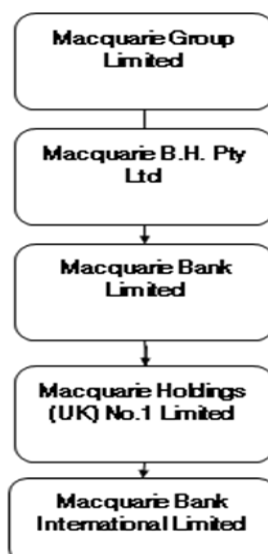 Macquarie Group
Limited
Macquarie B.H. Pty
Ltd
Macquarie Bank
Limited
Macquarie Holdings
(UK) No.1 Limited
Macquarie Bank
International Limited